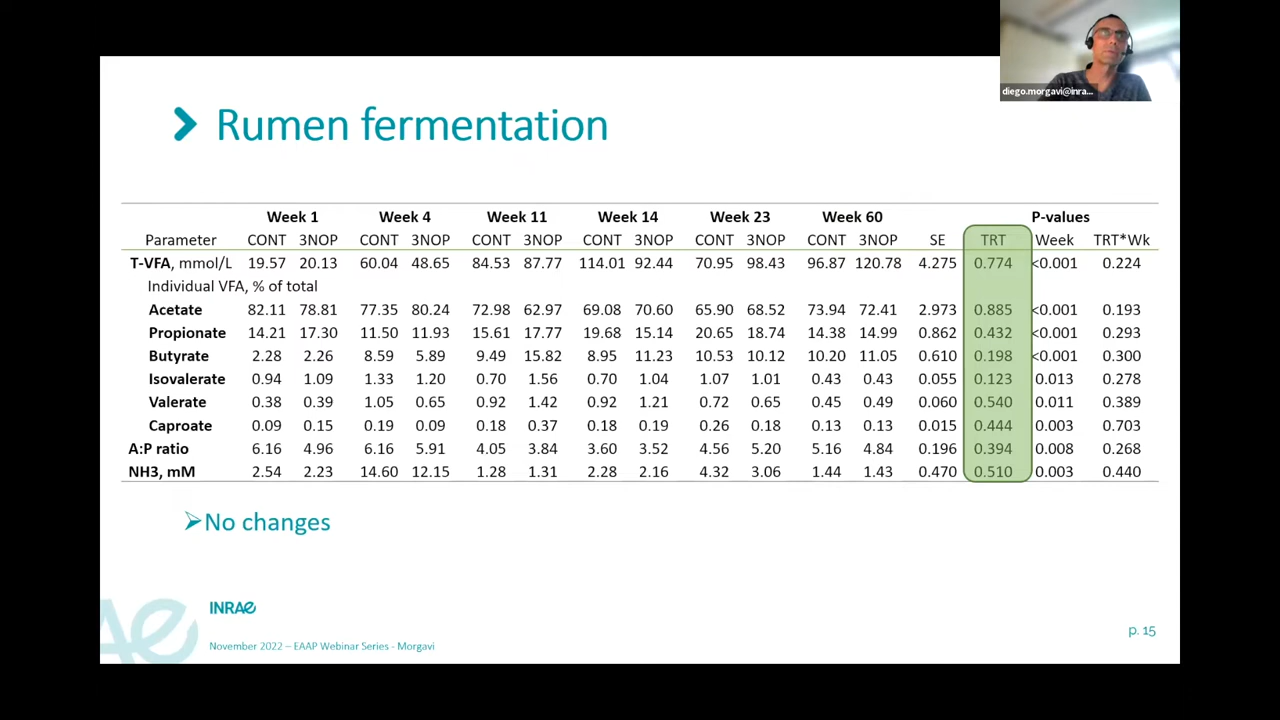 diego.morgavi@inra...
Rumen fermentation
Week 1 Week 4 Week 11 Week 14 Week 23 Week 60 P-values
Parameter CONT 3NOP CONT 3NOP CONT 3NOP CONT 3NOP CONT 3NOP CONT 3NOP SE TRT Week TRT*Wk
T-VFA, mmol/L 19.57 20.13 60.04 48.65 84.53 87.77 114.01 92.44 70.95 98.43 96.87 120.78 4.275 0.774 <0.001 0.224
Individual VFA, % of total
Acetate 82.11 78.81 77.35 80.24 72.98 62.97 69.08 70.60 65.90 68.52 73.94 72.41 2.973 0.885 <0.001 0.193
Propionate 14.21 17.30 11.50 11.93 15.61 17.77 19.68 15.14 20.65 18.74 14.38 14.99 0.862 0.432 <0.001 0.293
Butyrate 2.28 2.26 8.59 5.89 9.49 15.82 8.95 11.23 10.53 10.12 10.20 11.05 0.610 0.198 <0.001 0.300
Isovalerate 0.94 1.09 1.33 1.20 0.70 1.56 0.70 1.04 1.07 1.01 0.43 0.43 0.055 0.123 0.013 0.278
Valerate 0.38 0.39 1.05 0.65 0.92 1.42 0.92 1.21 0.72 0.65 0.45 0.49 0.060 0.540 0.011 0.389
Caproate 0.09 0.15 0.19 0.09 0.18 0.37 0.18 0.19 0.26 0.18 0.13 0.13 0.015 0.444 0.003 0.703
A:P ratio 6.16 4.96 6.16 5.91 4.05 3.84 3.60 3.52 4.56 5.20 5.16 4.84 0.196 0.394 0.008 0.268
NH3, mM 2.54 2.23 14.60 12.15 1.28 1.31 2.28 2.16 4.32 3.06 1.44 1.43 0.470 0.510 0.003 0.440
No changes
INRAE
November 2022 – EAAP Webinar Series - Morgavi
p. 15